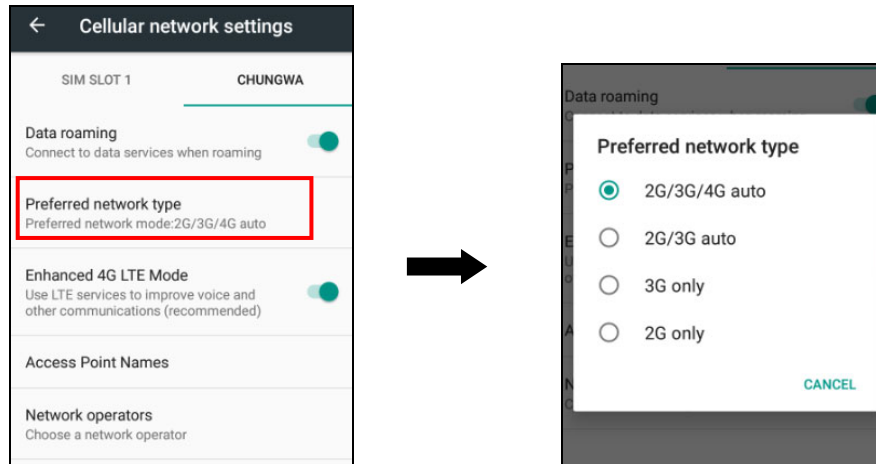 Cellular network settings
SIM SLOT 1
CHUNGWA
Data roaming
Connect to data services when roaming
Preferred network type
Preferred network mode:2G/3G/4G auto
Enhanced 4G LTE Mode
Use LTE services to improve voice and
other communications (recommended)
Access Point Names
Network operators
Choose a network operator
Data roaming
Preferred network type
2G/3G/4G auto
2G/3G auto
3G only
2G only
CANCEL